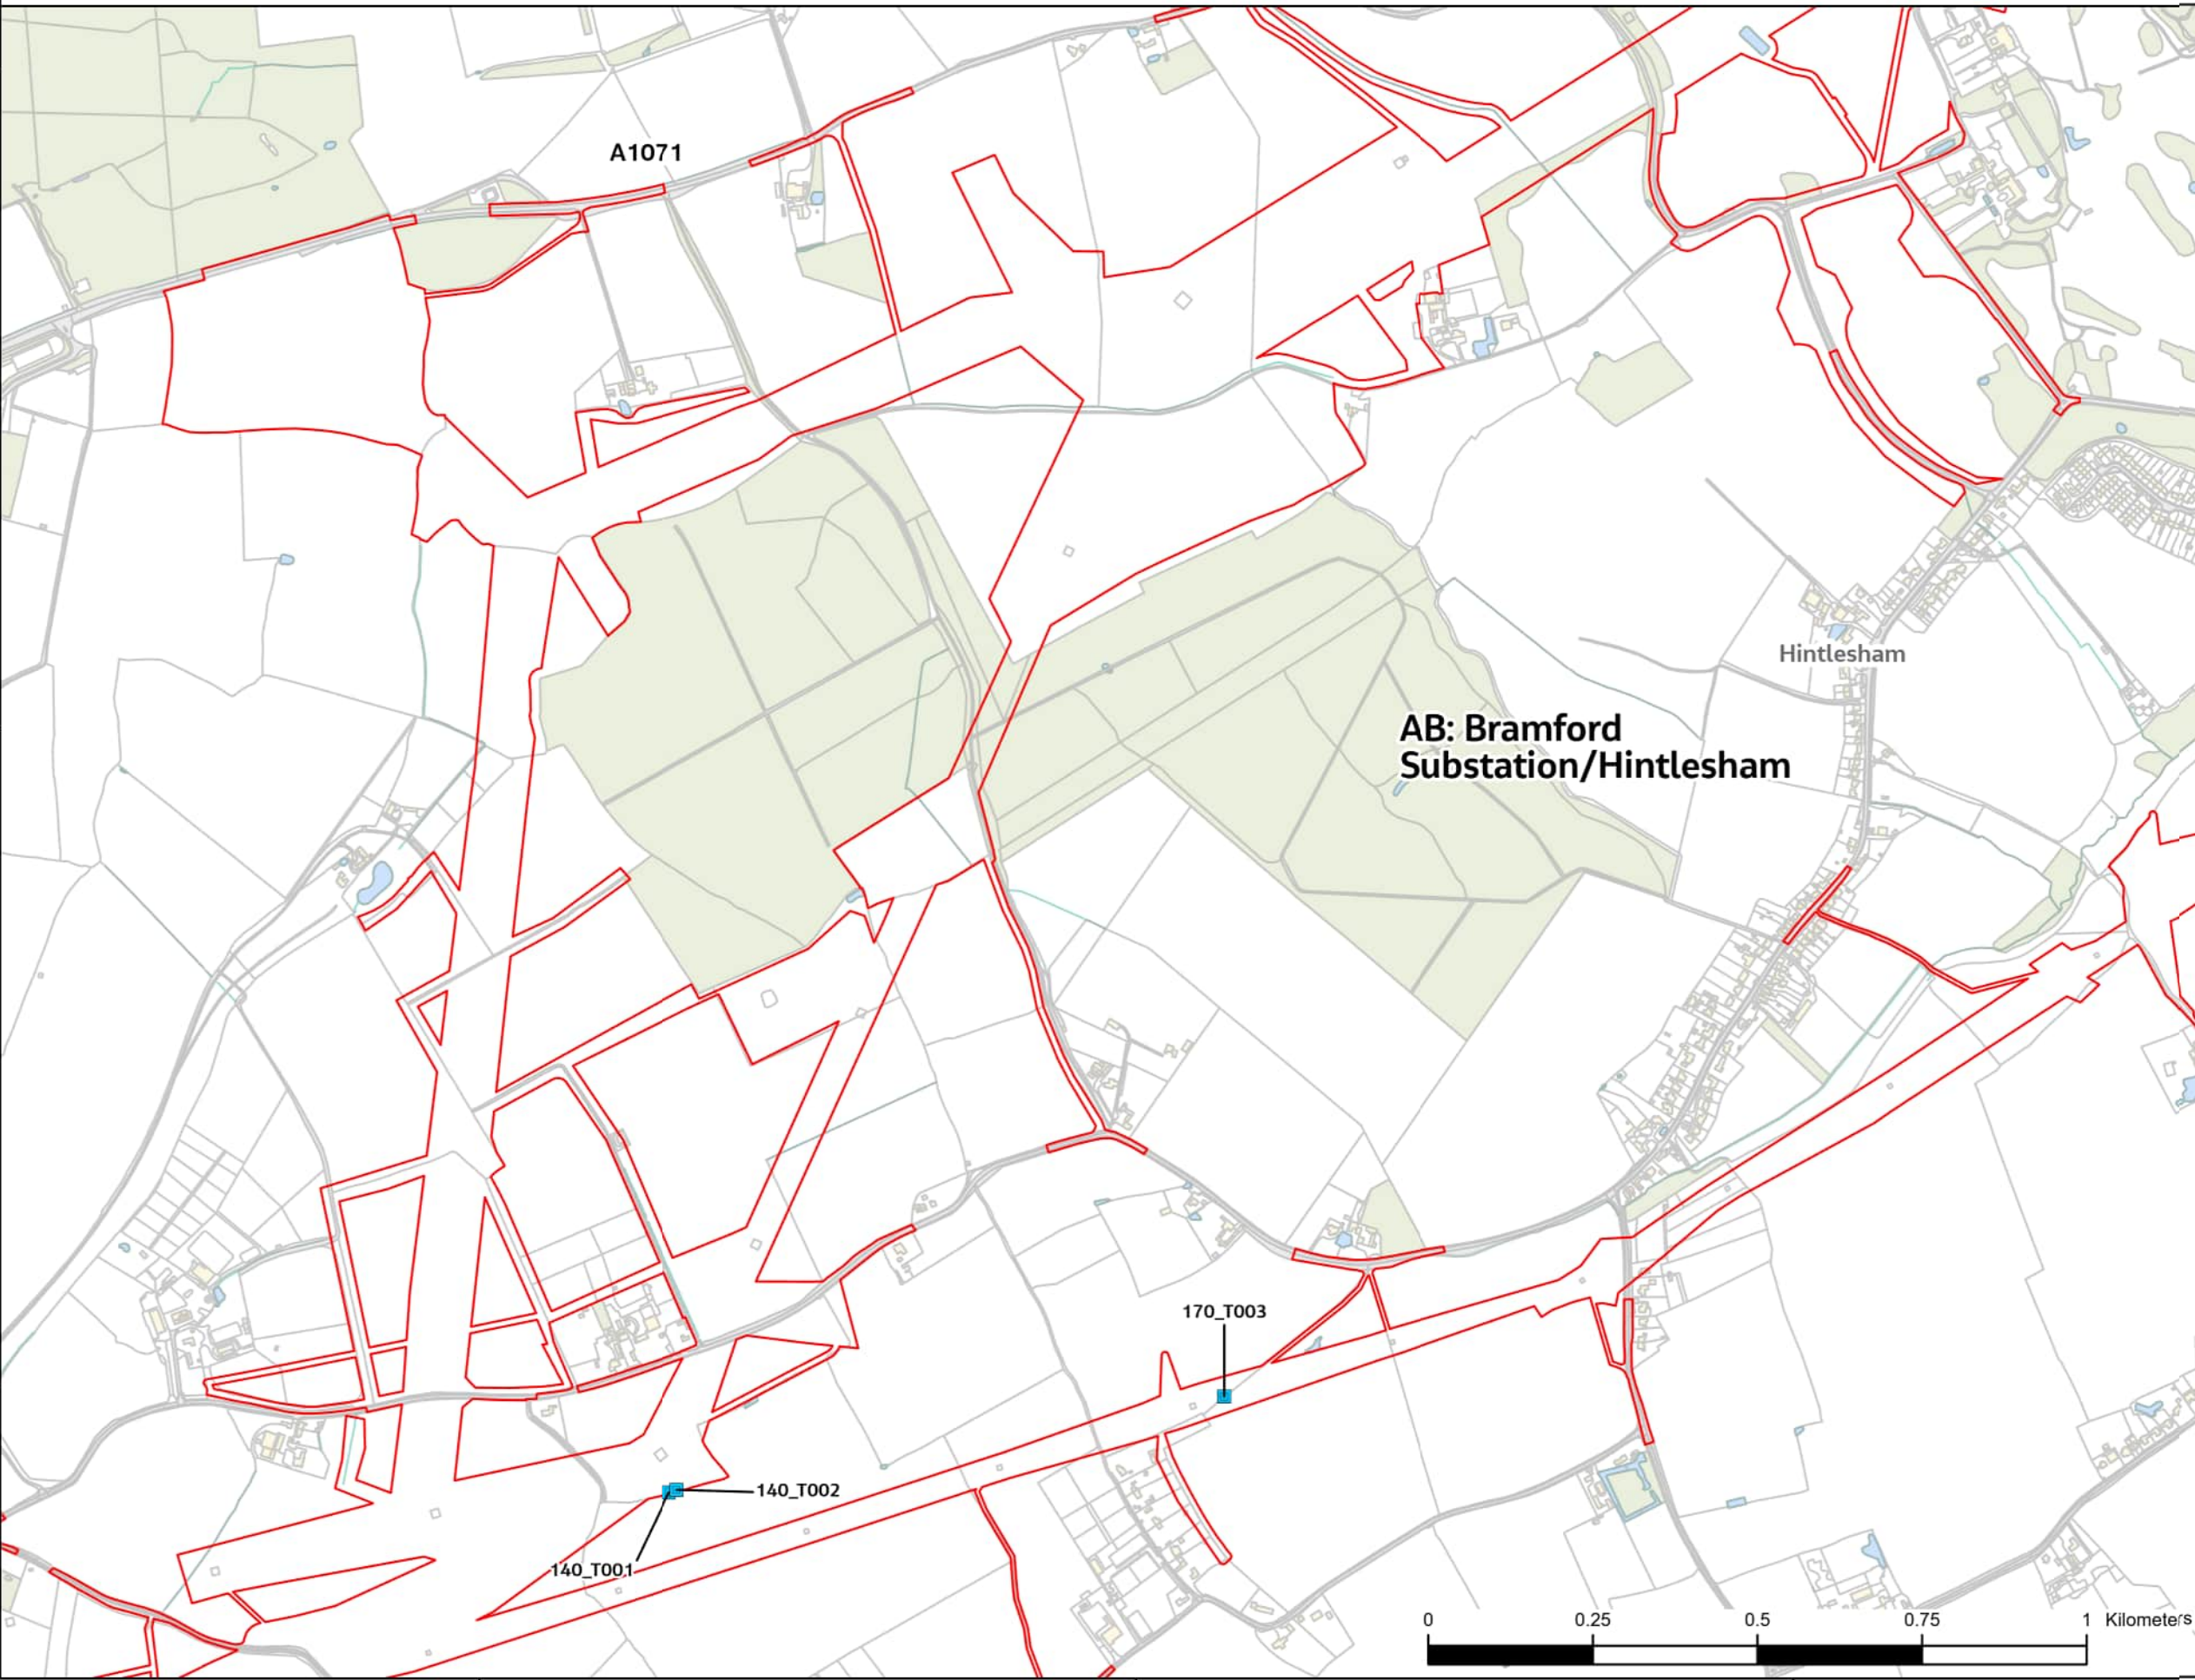 A1071
Hintlesham
AB: Bramford
Substation/Hintlesham
170_T003
140_T002
140_T001
0 0.25 0.5 0.75 1 Kilometers